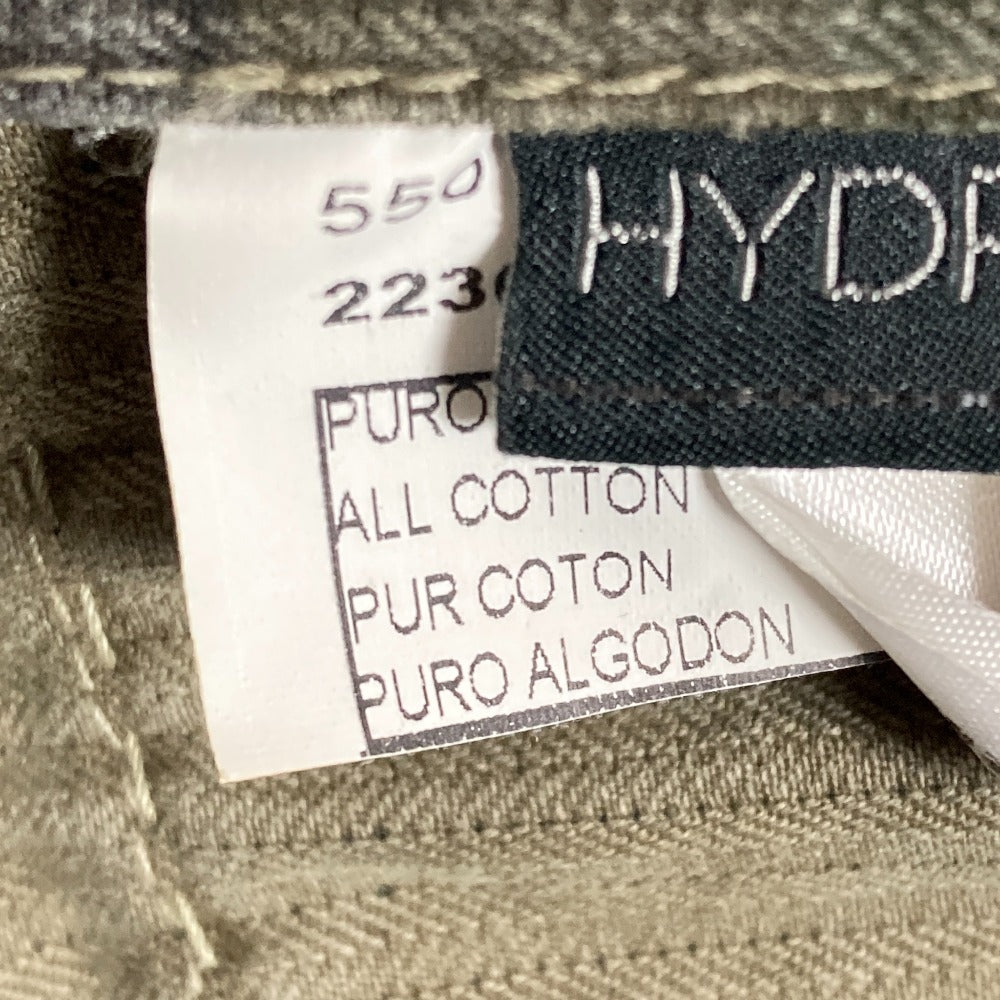 550
223
HYD
PURO
ALL COTTON
PUR COTON
PURO ALGODON